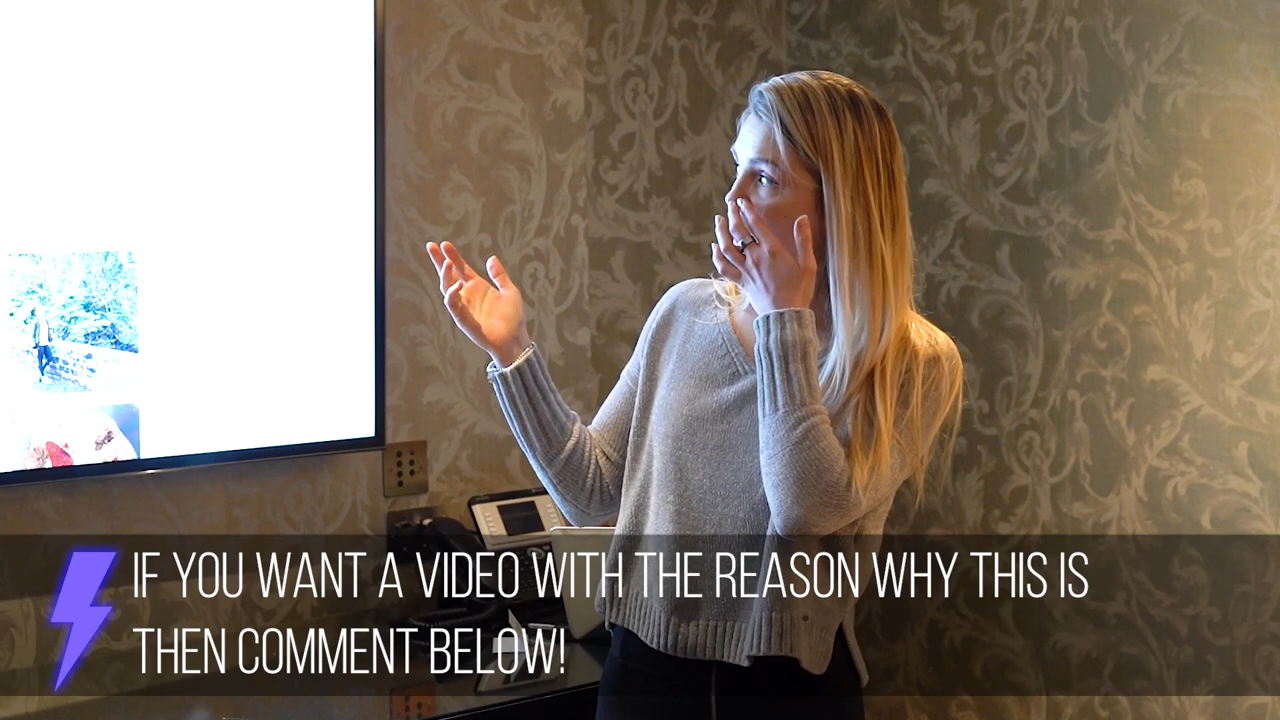 IF YOU WANT A VIDEO WITH THE REASON WHY THIS IS
THEN COMMENT BELOW!